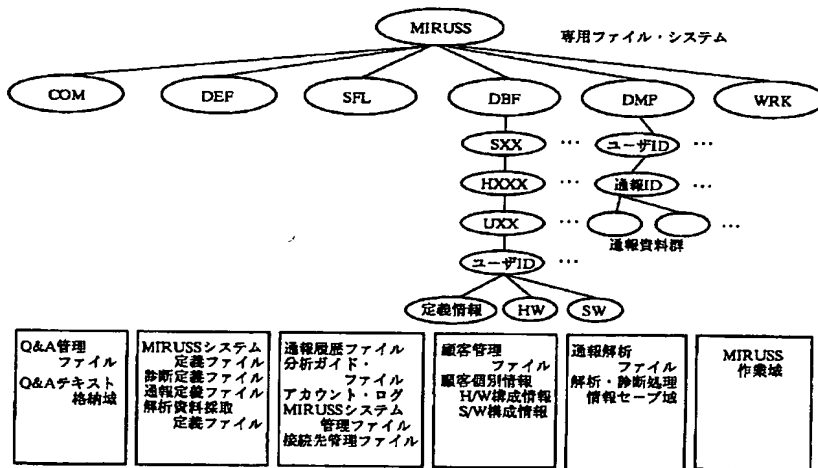 MIRUSS
専用ファイル・システム
COM
DEF
SFL
DBF
DMP
WRK
SXX
…
ユーザID
…
HXXX
…
通報ID
…
UXX
…
…
通報資料群
ユーザID
…
定義情報
HW
SW
Q&A管理
ファイル
Q&Aテキスト
格納域
MIRUSSシステム
定義ファイル
診断定義ファイル
通報定義ファイル
解析資料採取
定義ファイル
通報履歴ファイル
分析ガイド・
ファイル
アカウント・ログ
MIRUSSシステム
管理ファイル
接続先管理ファイル
顧客管理
ファイル
顧客個別情報
H/W構成情報
S/W構成情報
通報解析
ファイル
解析・診断処理
情報セーブ域
MIRUSS
作業域